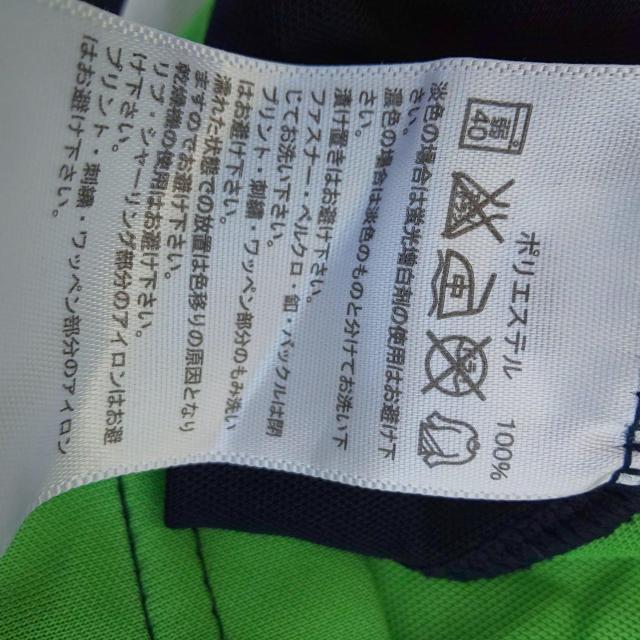 ポリエステル 100%
弱 40
淡色の場合は蛍光増白剤の使用はお避け下
さい。
濃色の場合は淡色のものと分けてお洗い下
さい。
漬け置きはお避け下さい。
ファスナー・ベルクロ・釦・バックルは閉
じてお洗い下さい。
プリント・刺繍・ワッペン部分のもみ洗い
はお避け下さい。
濡れた状態での放置は色移りの原因となり
ますのでお避け下さい。
乾燥機の使用はお避け下さい。
リブ・シャーリング部分のアイロンはお避
け下さい。
プリント・刺繍・ワッペン部分のアイロン
はお避け下さい。